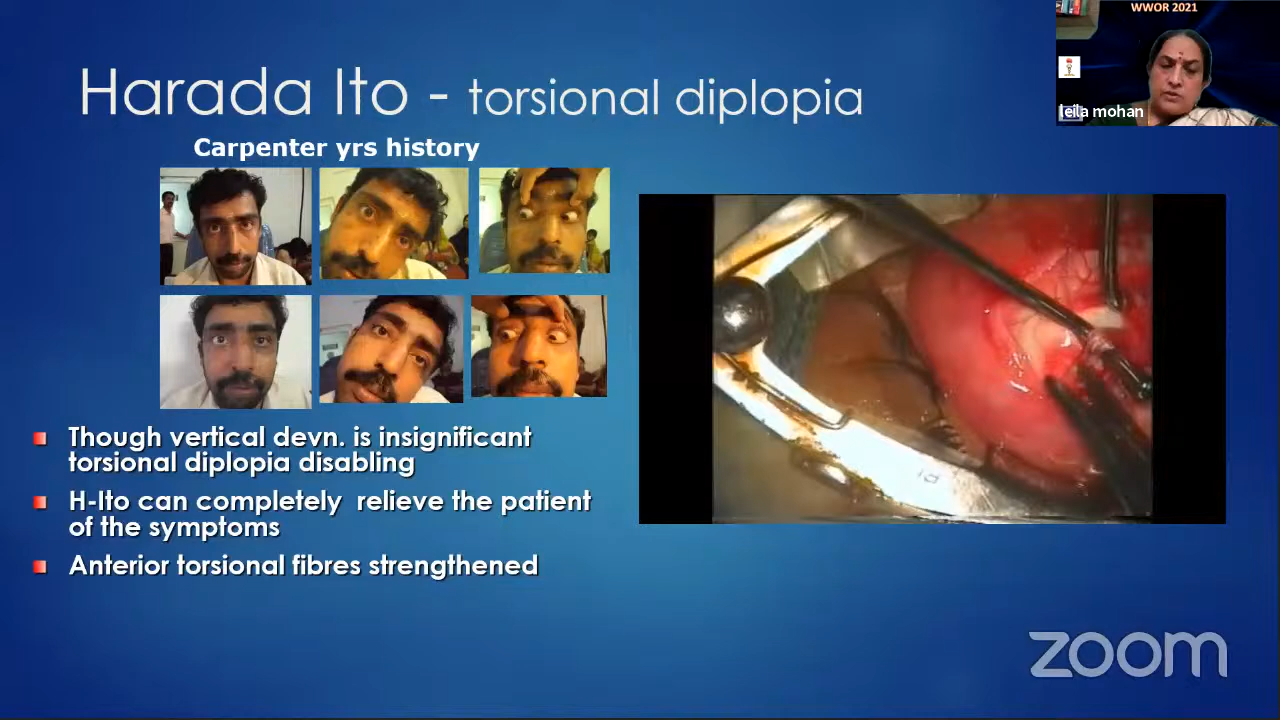 WWOR 2021
leila mohan
Harada Ito - torsional diplopia
Carpenter yrs history
Though vertical devn. is insignificant
torsional diplopia disabling
H-Ito can completely relieve the patient
of the symptoms
Anterior torsional fibres strengthened
zoom